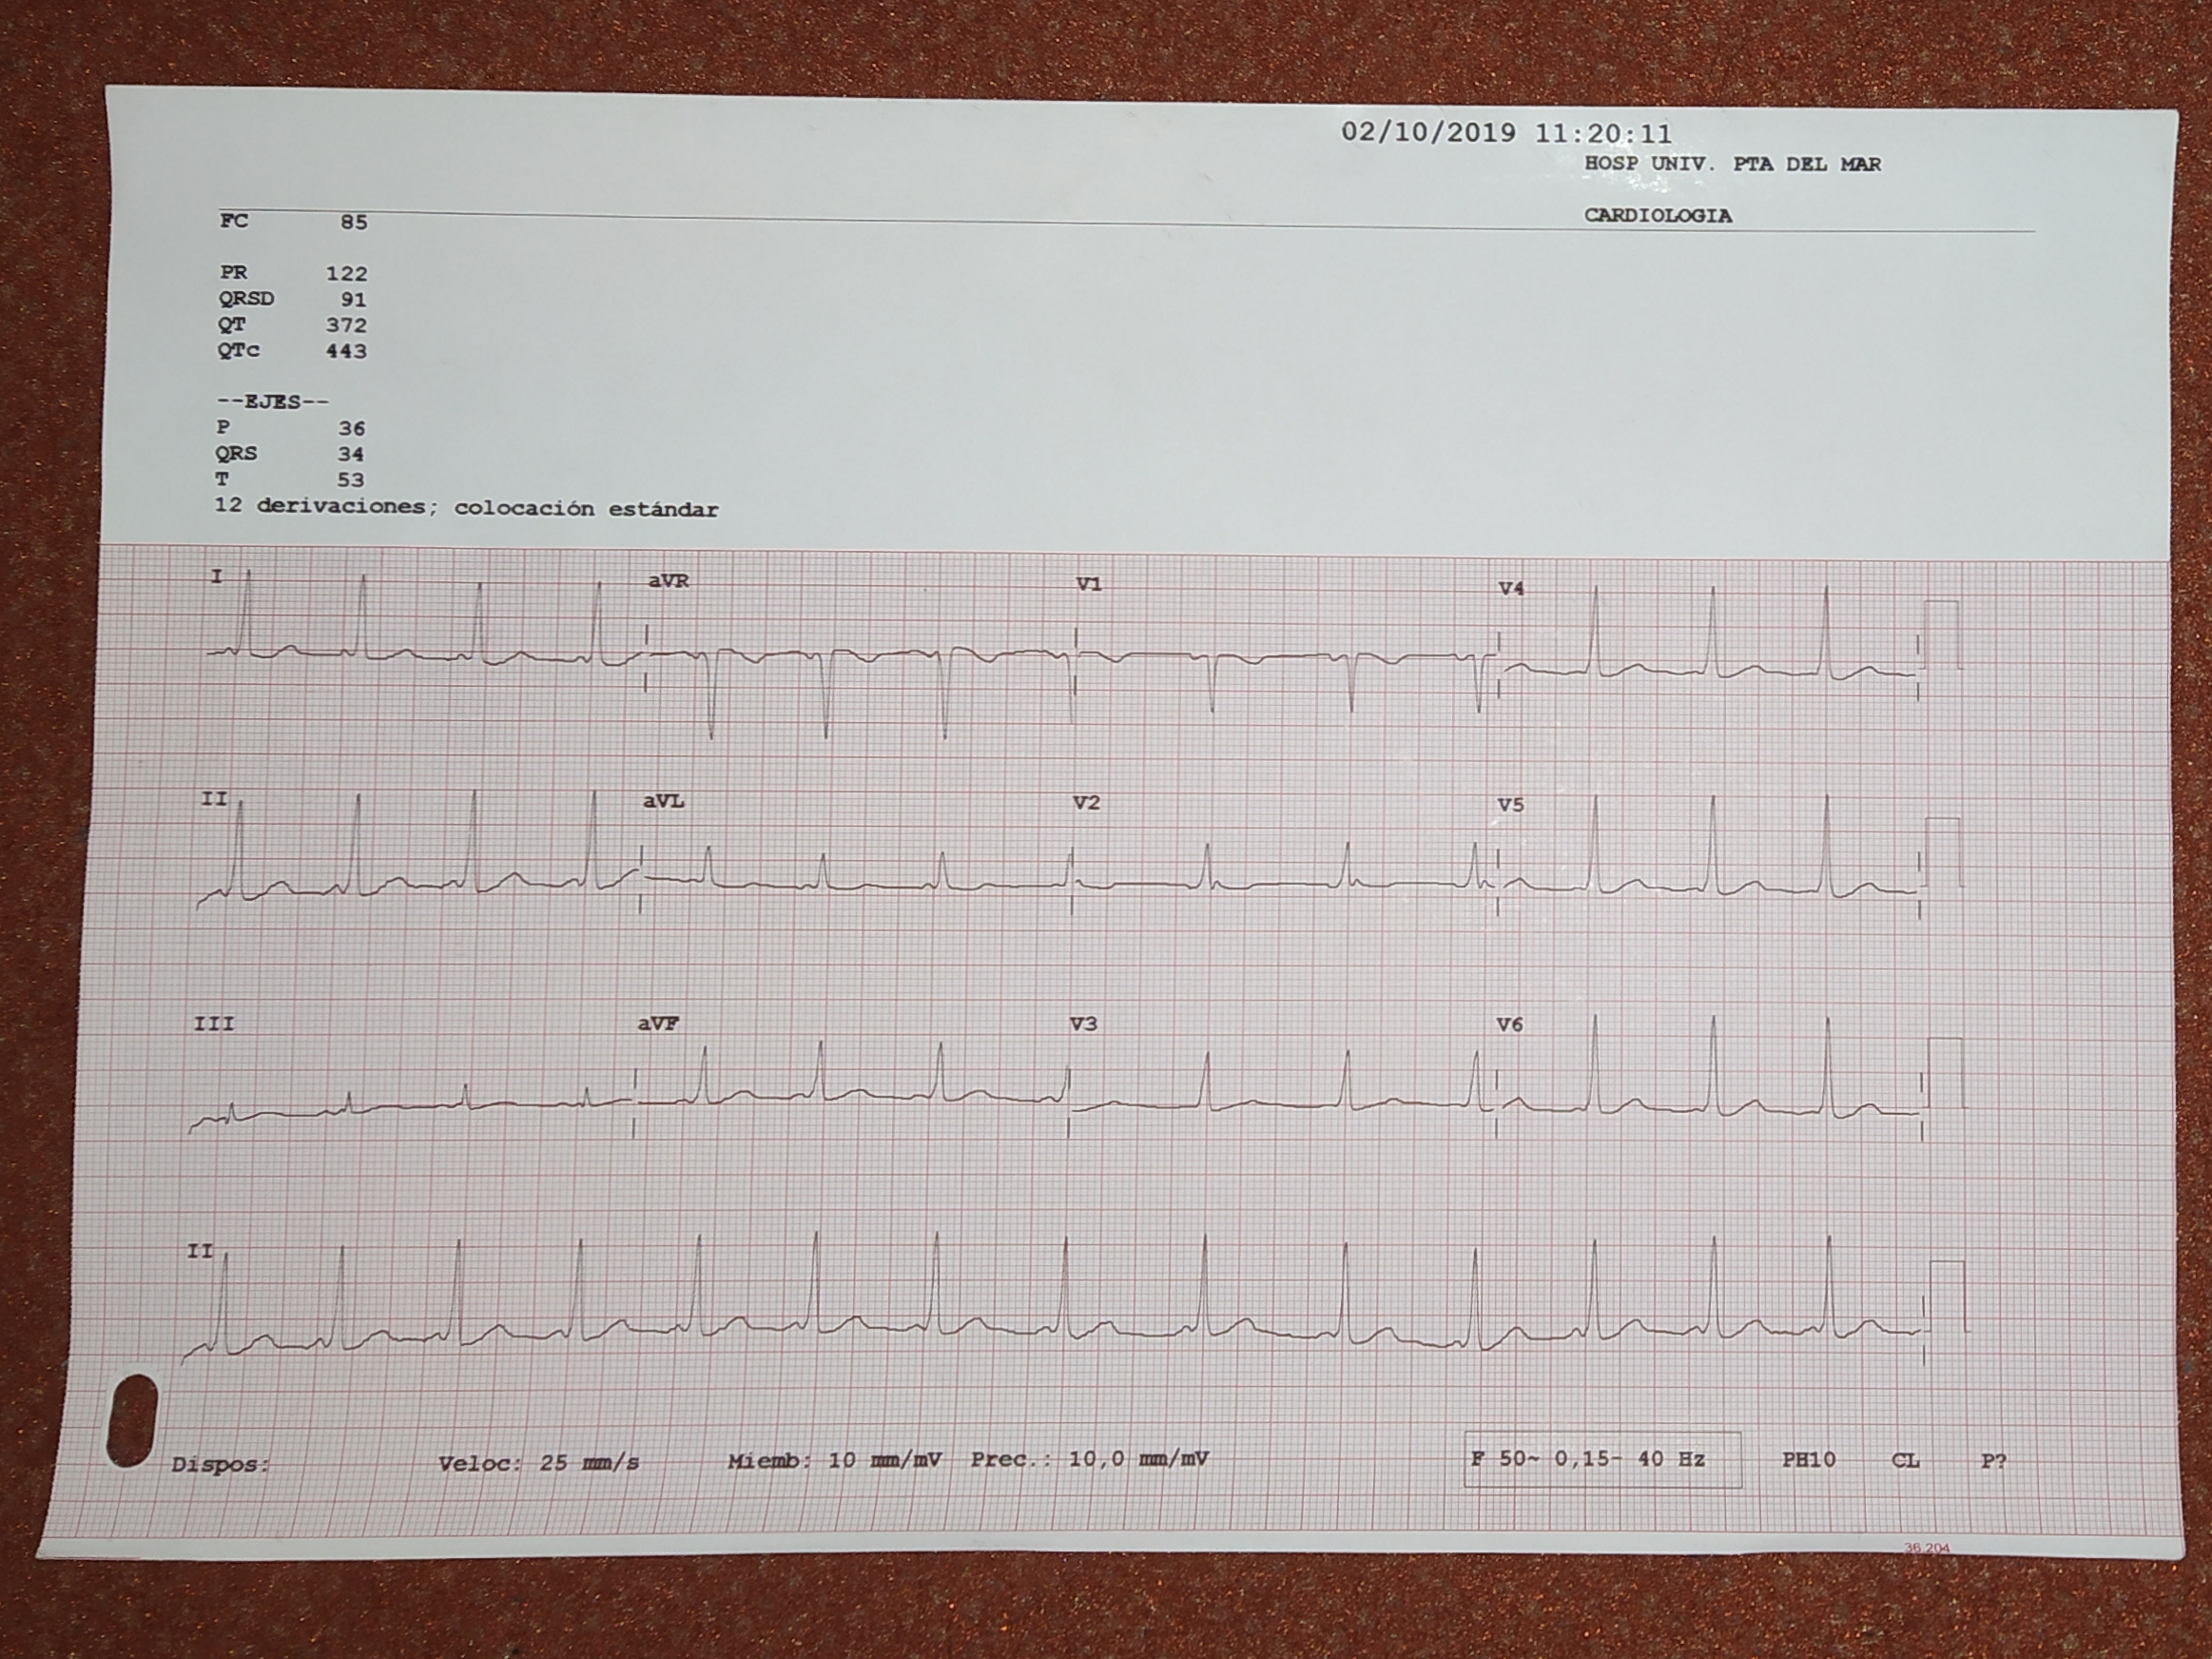 02/10/2019 11:20:11
HOSP UNIV. PTA DEL MAR
CARDIOLOGIA
FC 85
PR 122
QRSD 91
QT 372
QTc 443
--EJES--
P 36
QRS 34
T 53
12 derivaciones; colocación estándar
I aVR V1 V4
II aVL V2 V5
III aVF V3 V6
II
Dispos: Veloc: 25 mm/s Miemb: 10 mm/mV Prec.: 10,0 mm/mV F 50~ 0,15- 40 Hz PH10 CL P?
36.204